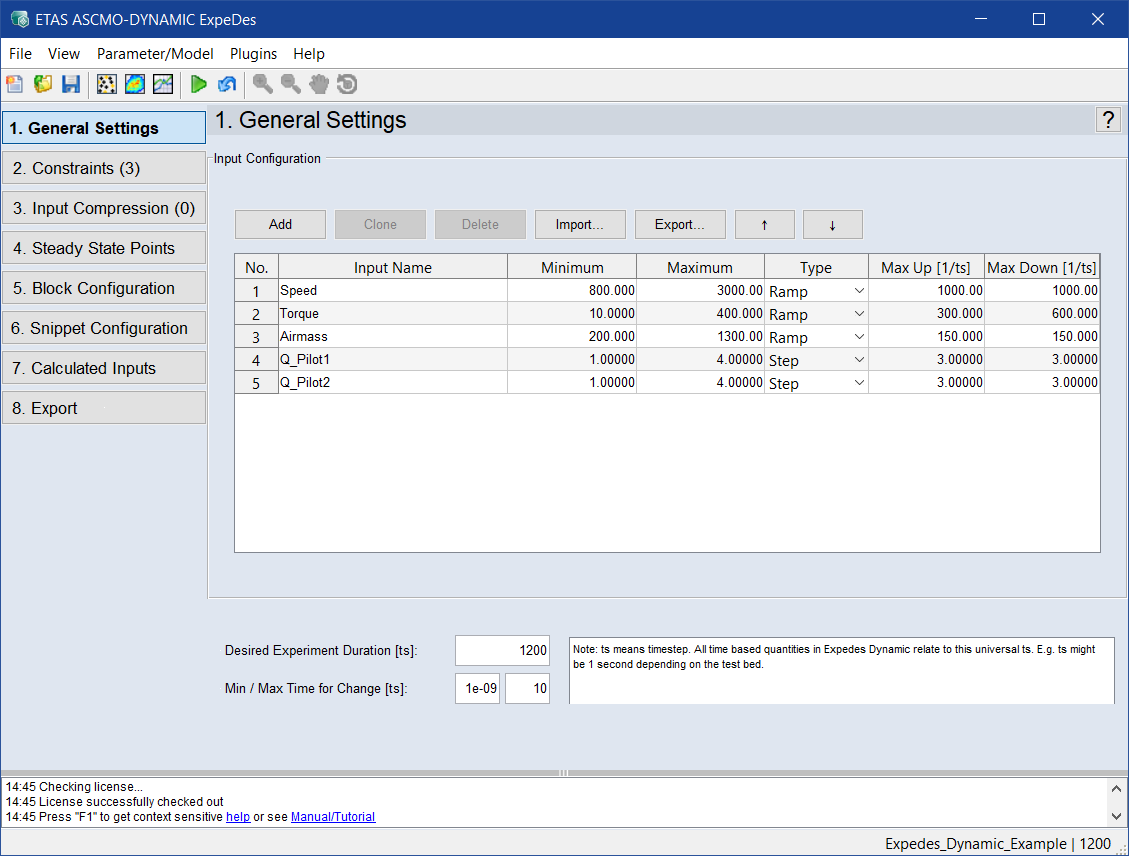 ETAS ASCMO-DYNAMIC ExpeDes
File View Parameter/Model Plugins Help
1. General Settings
2. Constraints (3)
3. Input Compression (0)
4. Steady State Points
5. Block Configuration
6. Snippet Configuration
7. Calculated Inputs
8. Export
1. General Settings ?
Input Configuration
Add Clone Delete Import... Export... ↑ ↓
No. Input Name Minimum Maximum Type Max Up [1/ts] Max Down [1/ts]
1 Speed 800.000 3000.00 Ramp 1000.00 1000.00
2 Torque 10.0000 400.000 Ramp 300.000 600.000
3 Airmass 200.000 1300.00 Ramp 150.000 150.000
4 Q_Pilot1 1.00000 4.00000 Step 3.00000 3.00000
5 Q_Pilot2 1.00000 4.00000 Step 3.00000 3.00000
Desired Experiment Duration [ts]: 1200
Min / Max Time for Change [ts]: 1e-09 10
Note: ts means timestep. All time based quantities in Expedes Dynamic relate to this universal ts. E.g. ts might
be 1 second depending on the test bed.
14:45 Checking license...
14:45 License successfully checked out
14:45 Press "F1" to get context sensitive help or see Manual/Tutorial
Expedes_Dynamic_Example | 1200